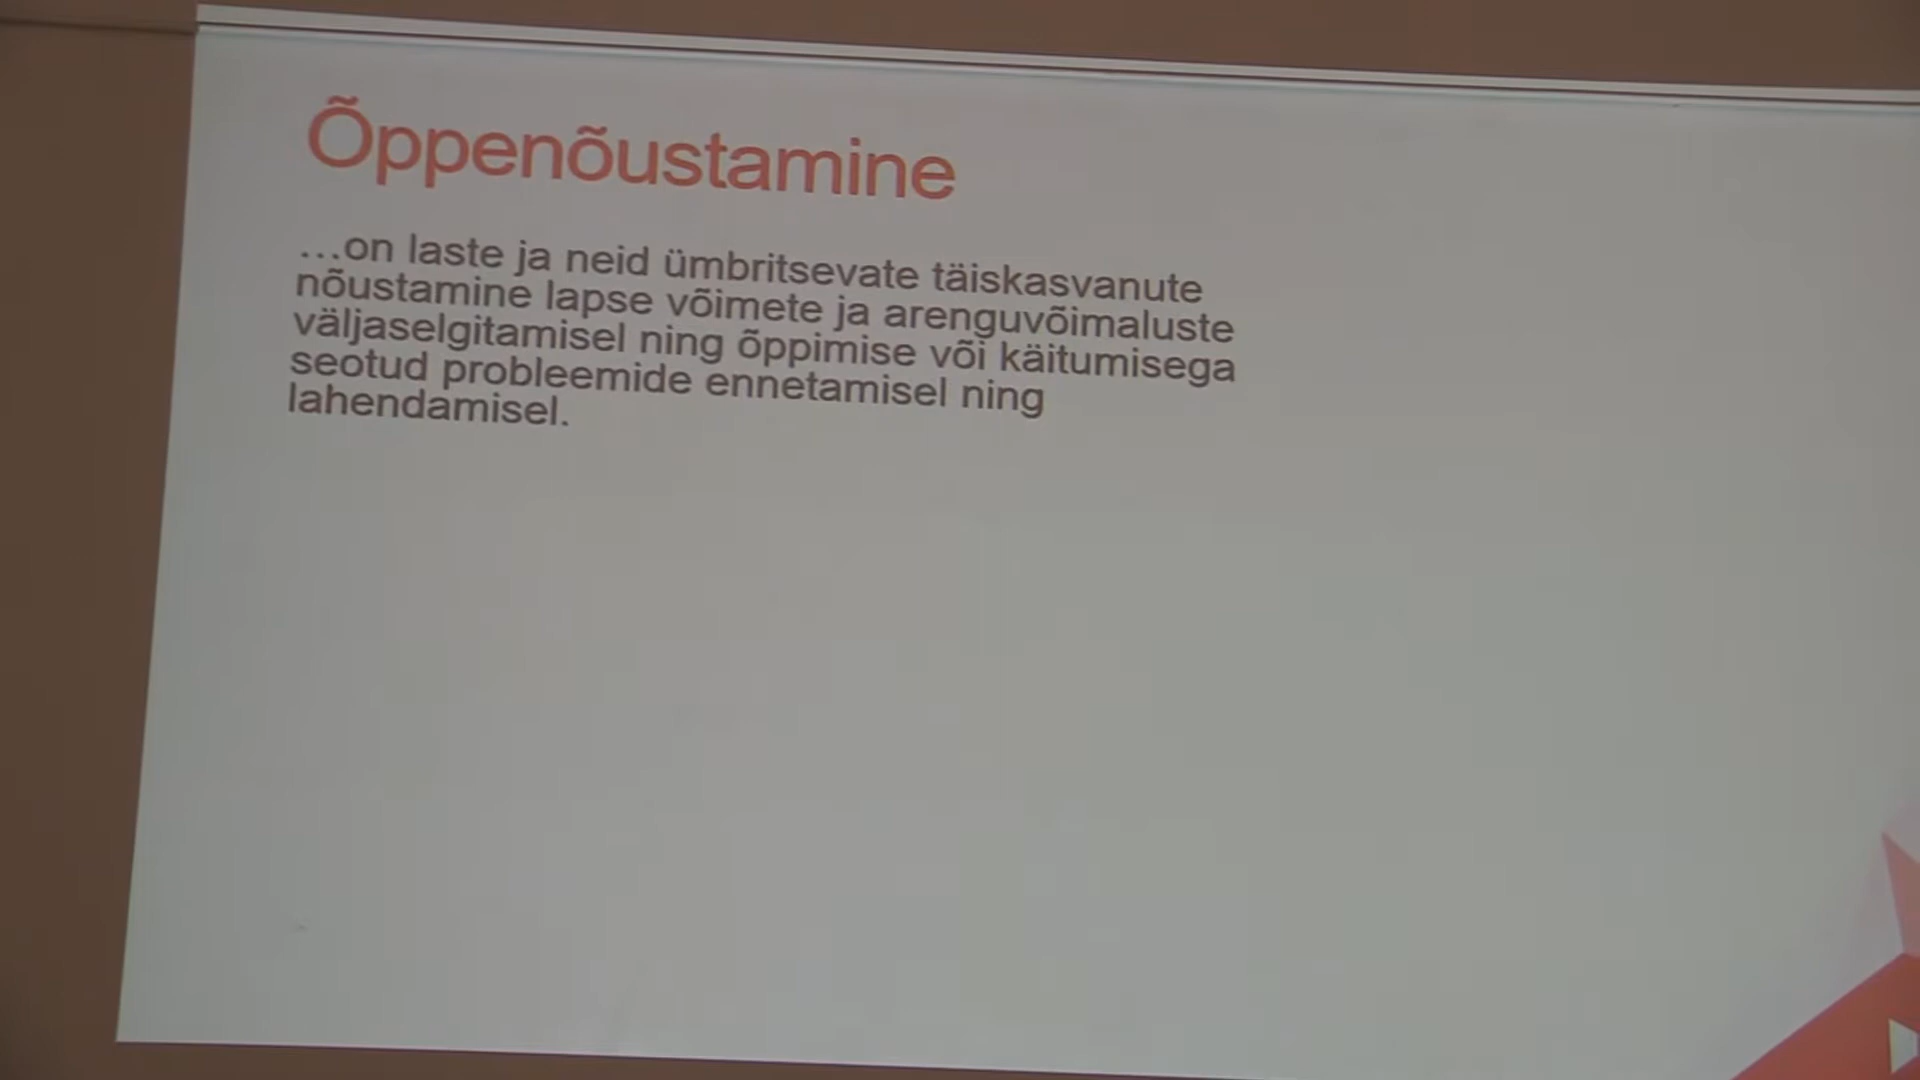 Õppenõustamine
...on laste ja neid ümbritsevate täiskasvanute
nõustamine lapse võimete ja arenguvõimaluste
väljaselgitamisel ning õppimise või käitumisega
seotud probleemide ennetamisel ning
lahendamisel.